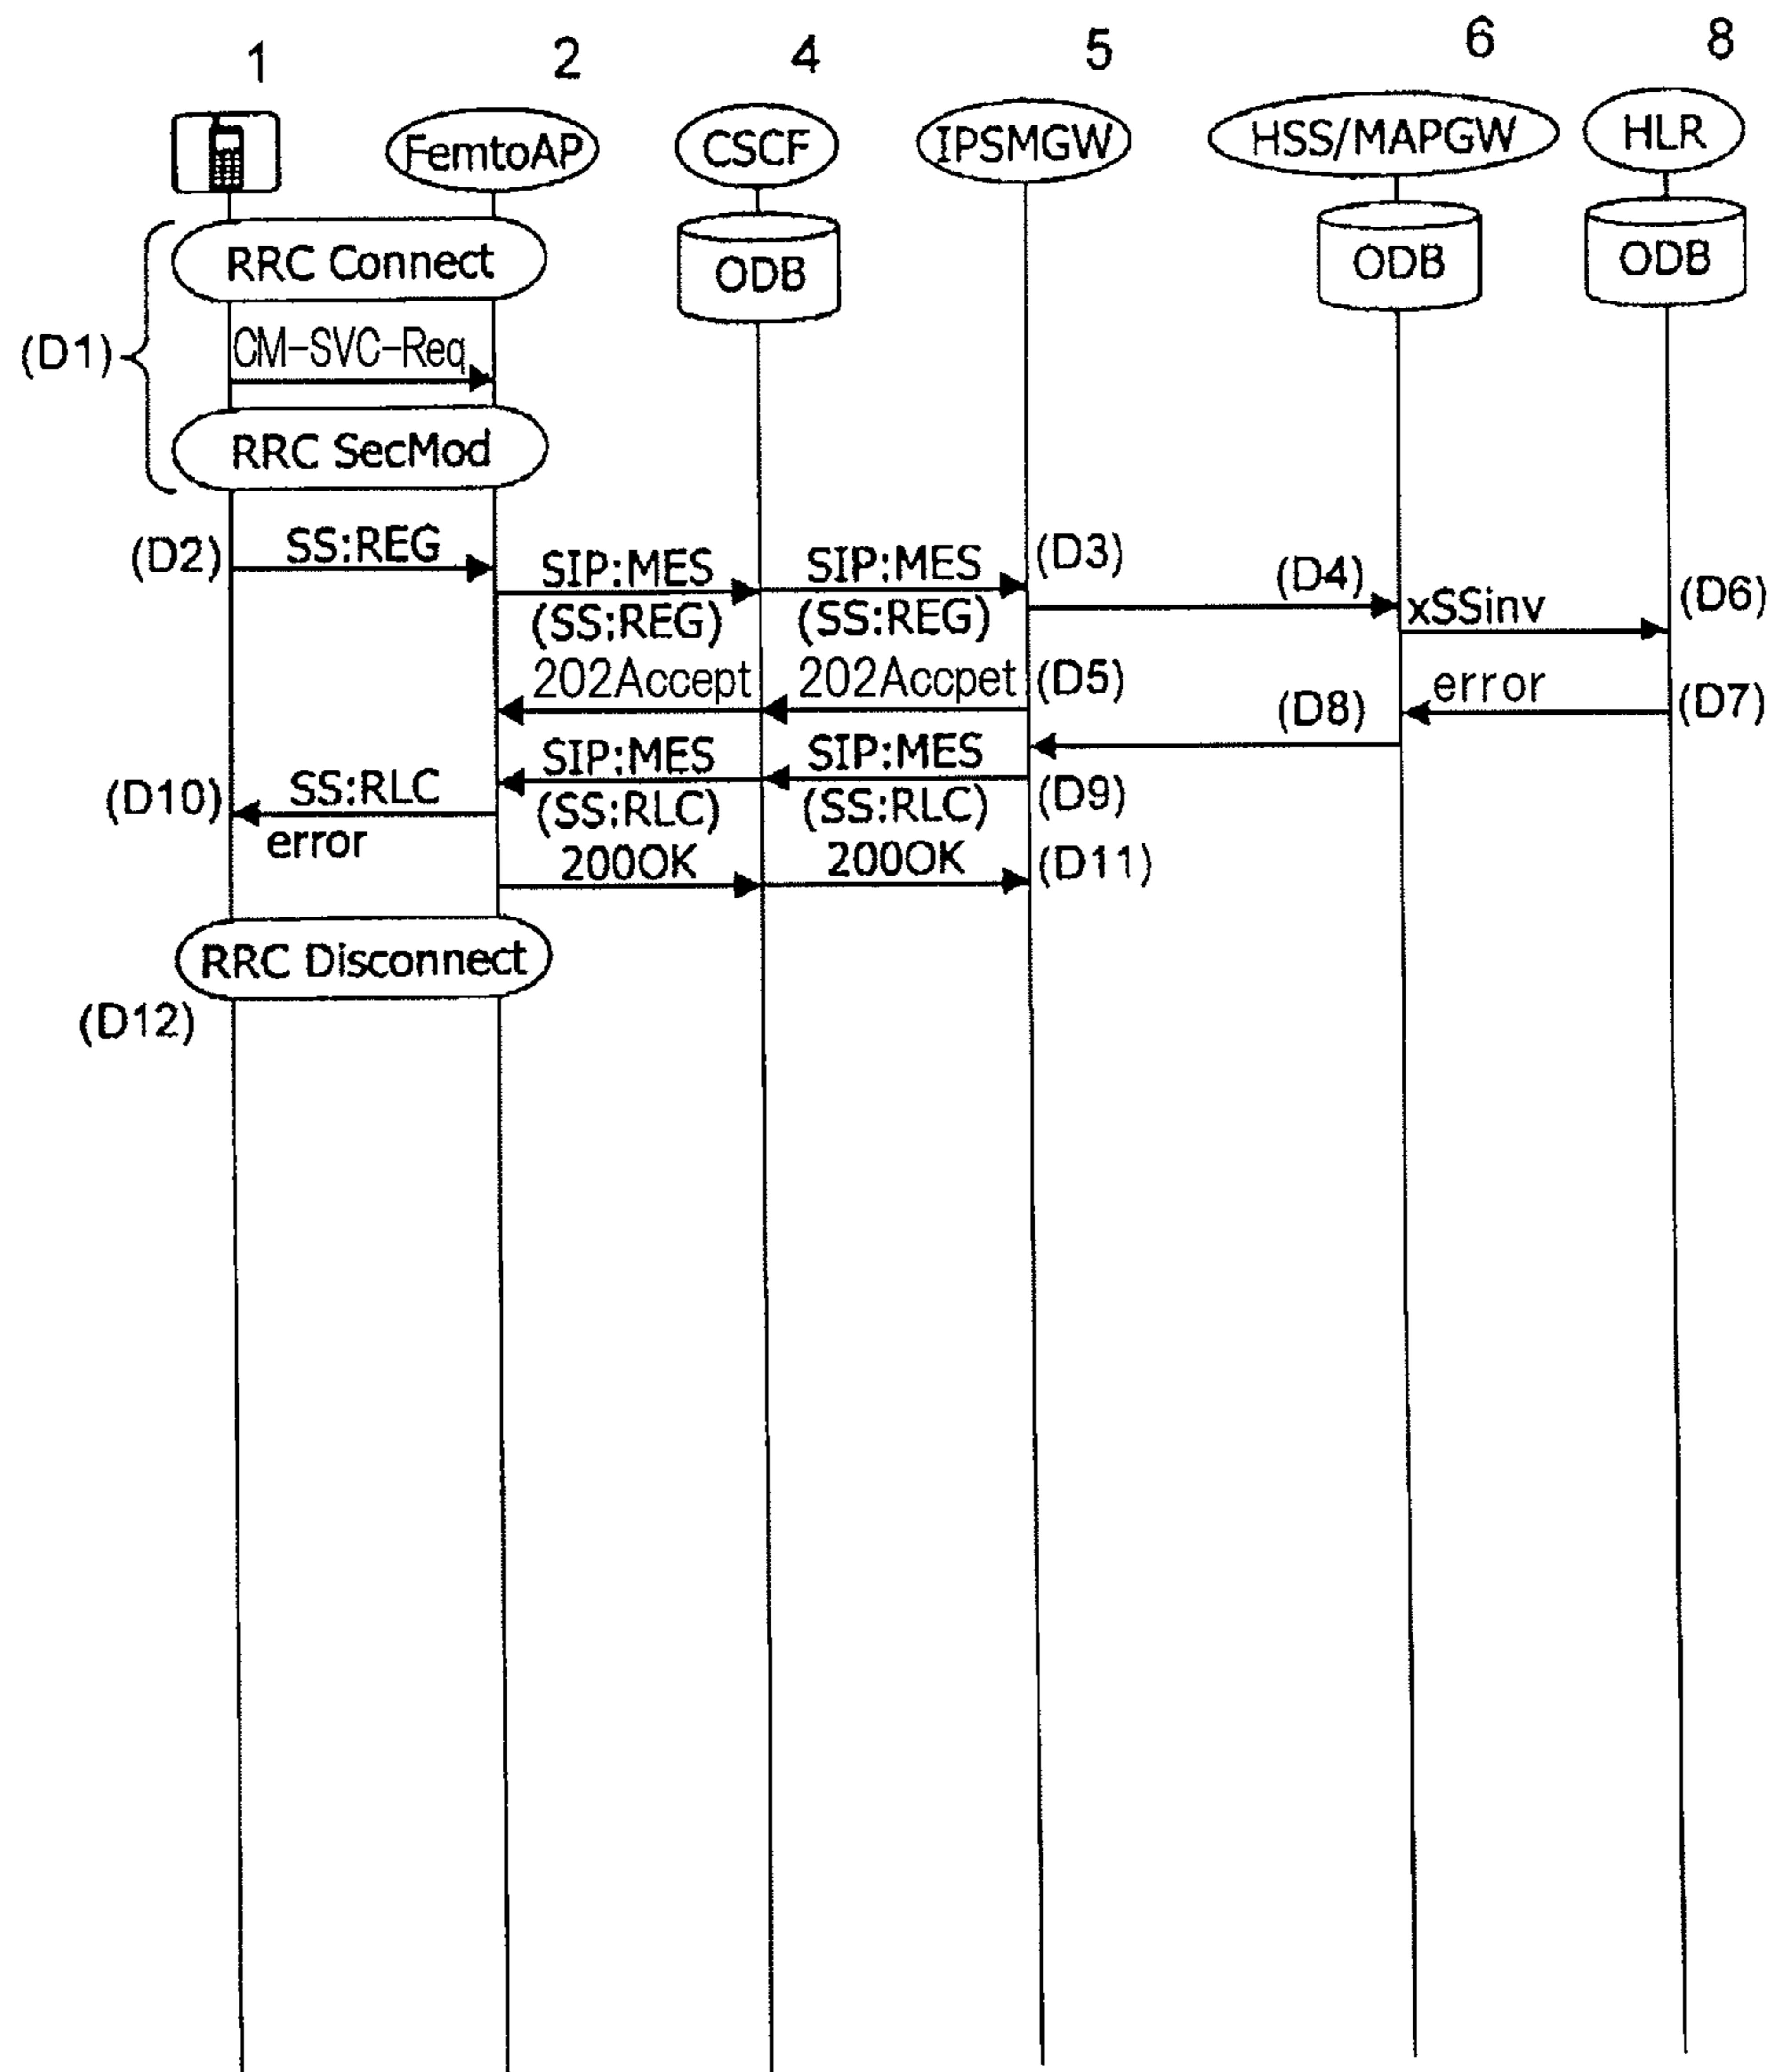 1 2 4 5 6 8
FemtoAP CSCF IPSMGW HSS/MAPGW HLR
ODB ODB ODB
RRC Connect
(D1) CM-SVC-Req
RRC SecMod
(D2) SS:REG SIP:MES SIP:MES (D3) (D4)
(SS:REG) (SS:REG) xSSinv (D6)
202Accept 202Accpet (D5) error (D7)
(D8)
SIP:MES SIP:MES
(D10) SS:RLC (SS:RLC) (SS:RLC) (D9)
error 200OK 200OK (D11)
RRC Disconnect
(D12)